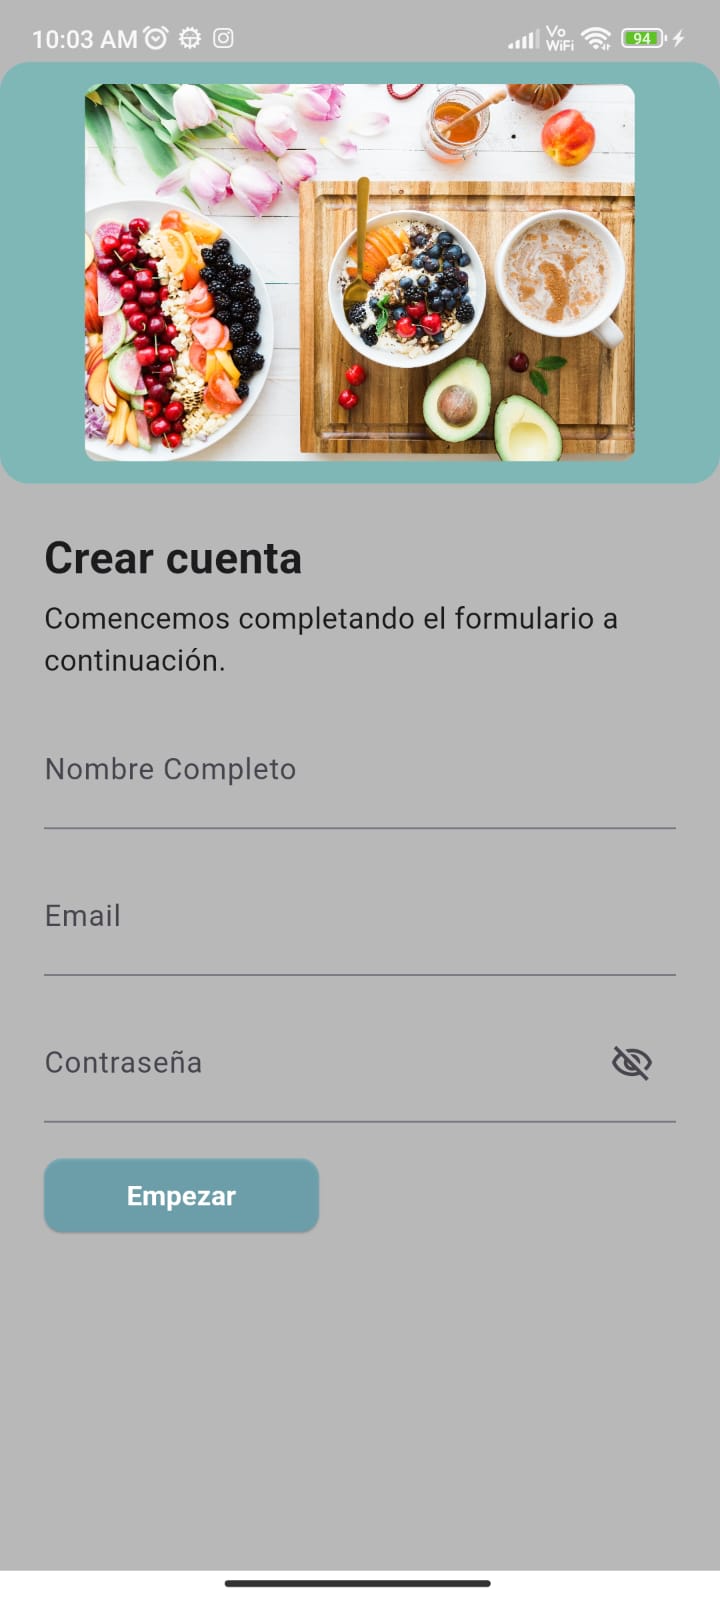 10:03 AM
Vo
WiFi
94
Crear cuenta
Comencemos completando el formulario a
continuación.
Nombre Completo
Email
Contraseña
Empezar